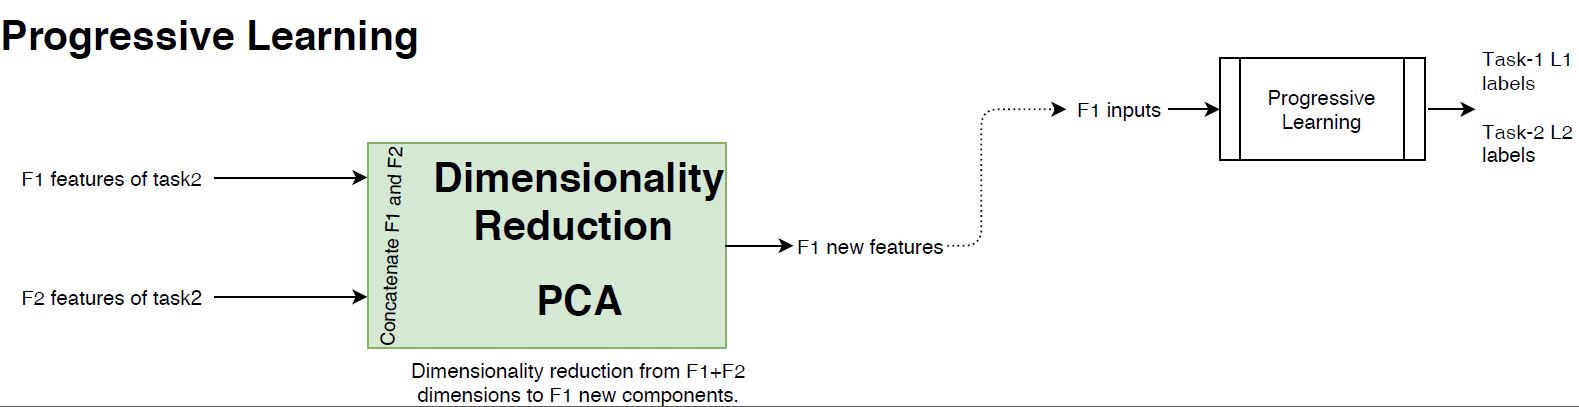 Progressive Learning
F1 features of task2
F2 features of task2
Concatenate F1 and F2
Dimensionality
Reduction
PCA
Dimensionality reduction from F1+F2
dimensions to F1 new components.
F1 new features
F1 inputs
Progressive
Learning
Task-1 L1
labels
Task-2 L2
labels